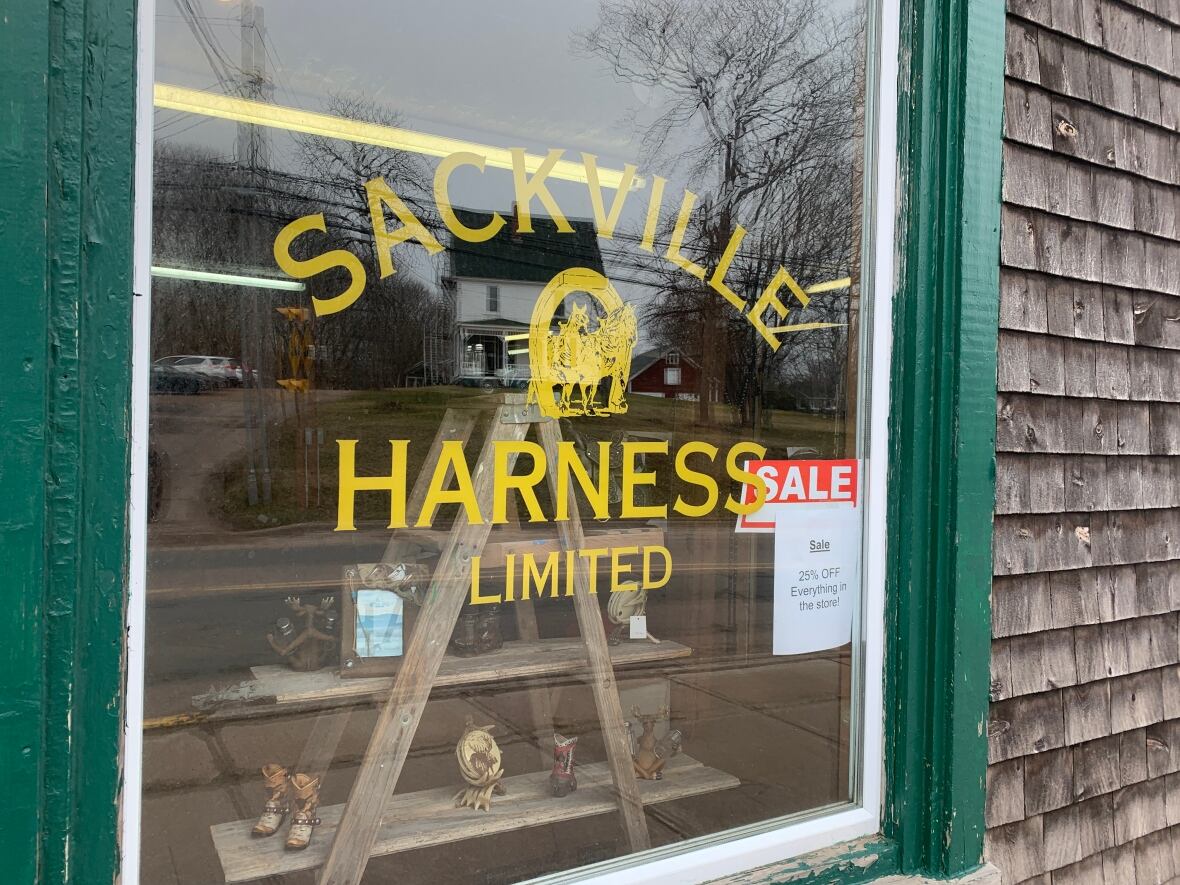 SACKVILLE
HARNESS
LIMITED
SALE
Sale
25% OFF
Everything in
the store!